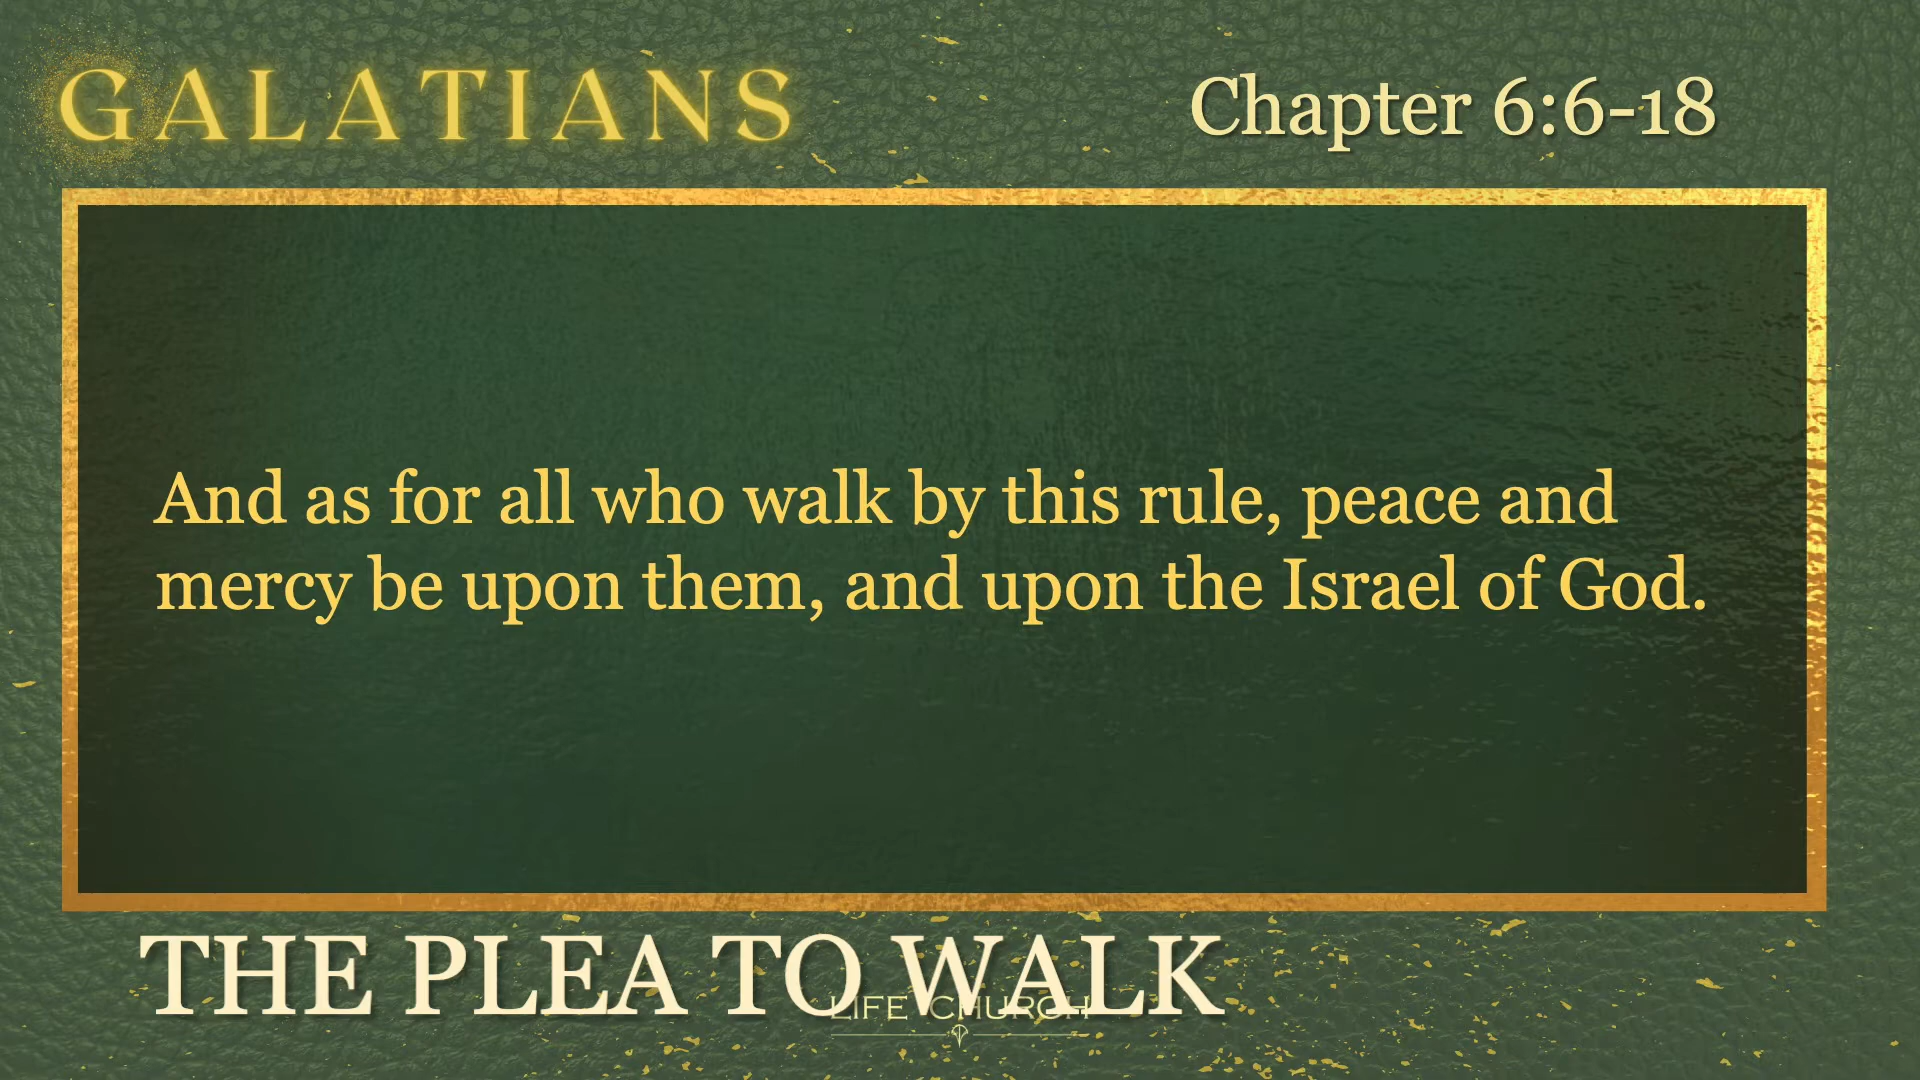 GALATIANS
Chapter 6:6-18
And as for all who walk by this rule, peace and
mercy be upon them, and upon the Israel of God.
THE PLEA TO WALK
LIFE CHURCH